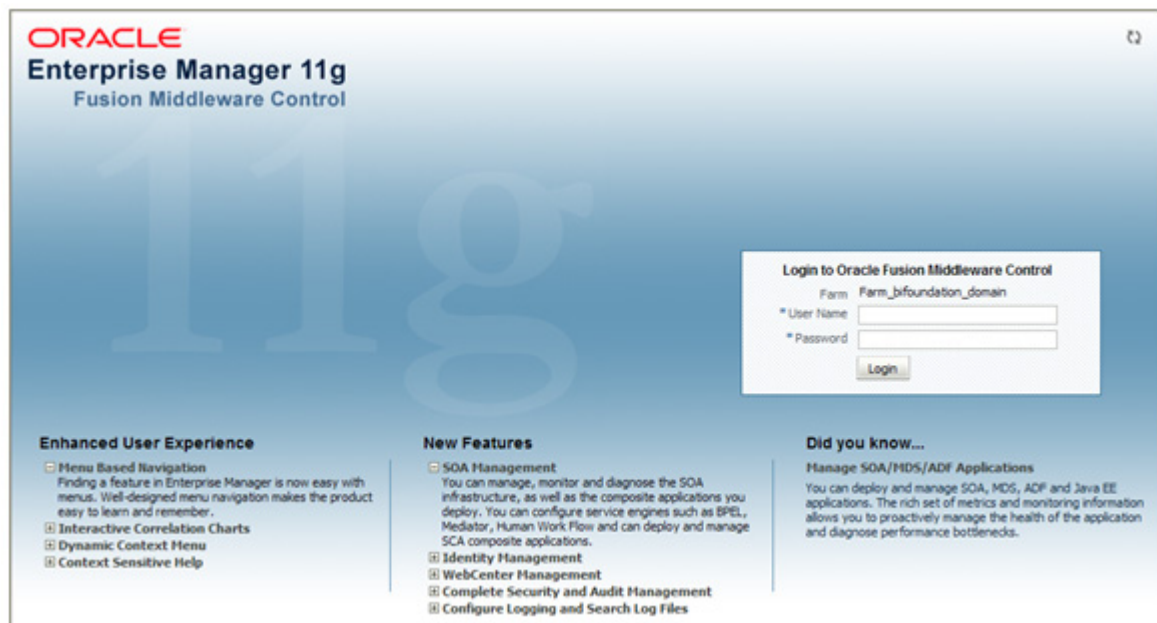 ORACLE
Enterprise Manager 11g
Fusion Middleware Control
11g
Login to Oracle Fusion Middleware Control
Farm Farm_bifoundation_domain
* User Name
* Password
Login
Enhanced User Experience
Menu Based Navigation
Finding a feature in Enterprise Manager is now easy with
menus. Well-designed menu navigation makes the product
easy to learn and remember.
Interactive Correlation Charts
Dynamic Context Menu
Context Sensitive Help
New Features
SOA Management
You can manage, monitor and diagnose the SOA
infrastructure, as well as the composite applications you
deploy. You can configure service engines such as BPEL,
Mediator, Human Work Flow and can deploy and manage
SCA composite applications.
Identity Management
WebCenter Management
Complete Security and Audit Management
Configure Logging and Search Log Files
Did you know...
Manage SOA/MDS/ADF Applications
You can deploy and manage SOA, MDS, ADF and Java EE
applications. The rich set of metrics and monitoring information
allows you to proactively manage the health of the application
and diagnose performance bottlenecks.